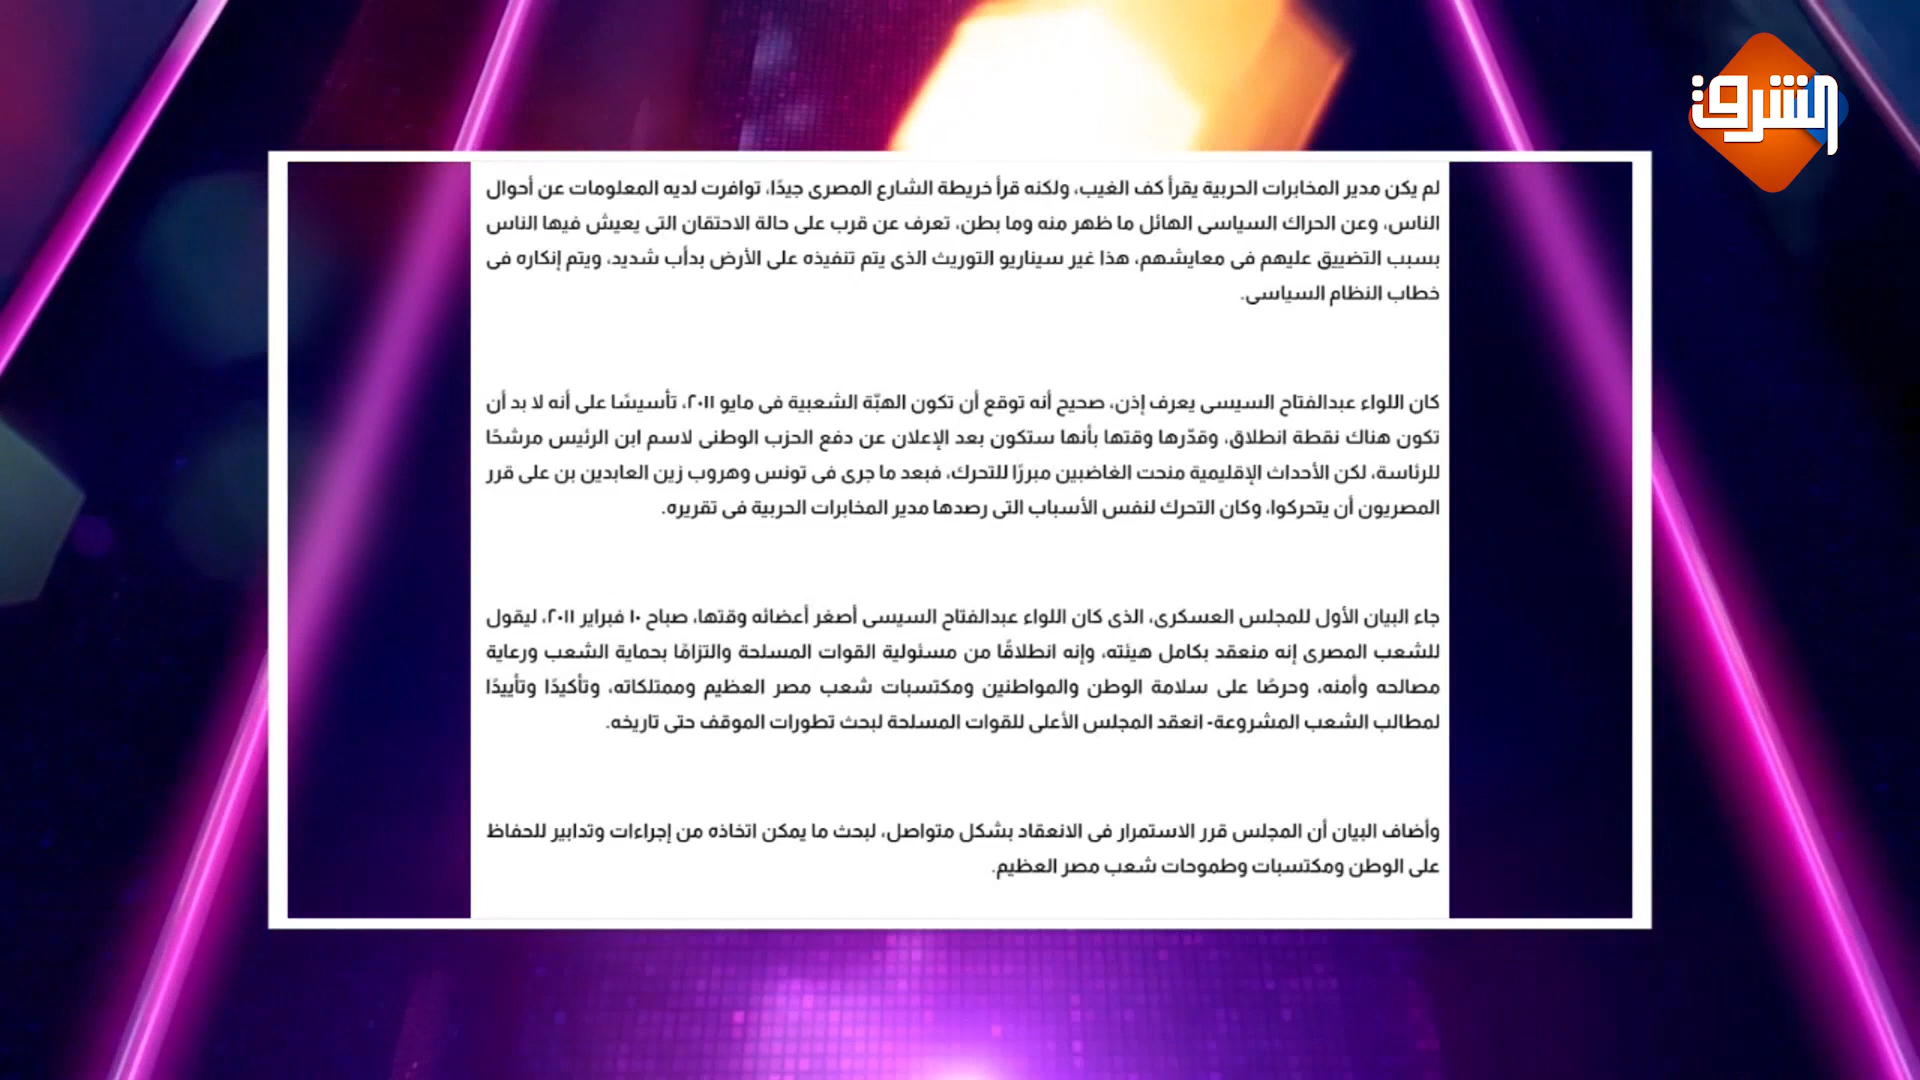 الشرق
لم يكن مدير المخابرات الحربية يقرأ كف الغيب، ولكنه قرأ خريطة الشارع المصرى جيدًا، توافرت لديه المعلومات عن أحوال
الناس، وعن الحراك السياسى الهائل ما ظهر منه وما بطن، تعرف عن قرب على حالة الاحتقان التى يعيش فيها الناس
بسبب التضييق عليهم فى معايشهم، هذا غير سيناريو التوريث الذى يتم تنفيذه على الأرض بدأب شديد، ويتم إنكاره فى
خطاب النظام السياسى.
كان اللواء عبدالفتاح السيسى يعرف إذن، صحيح أنه توقع أن تكون الهبّة الشعبية فى مايو ٢٠١١، تأسيسًا على أنه لا بد أن
تكون هناك نقطة انطلاق، وقدّرها وقتها بأنها ستكون بعد الإعلان عن دفع الحزب الوطنى لاسم ابن الرئيس مرشحًا
للرئاسة، لكن الأحداث الإقليمية منحت الغاضبين مبررًا للتحرك، فبعد ما جرى فى تونس وهروب زين العابدين بن على قرر
المصريون أن يتحركوا، وكان التحرك لنفس الأسباب التى رصدها مدير المخابرات الحربية فى تقريره.
جاء البيان الأول للمجلس العسكرى، الذى كان اللواء عبدالفتاح السيسى أصغر أعضائه وقتها، صباح ١٠ فبراير ٢٠١١، ليقول
للشعب المصرى إنه منعقد بكامل هيئته، وإنه انطلاقًا من مسئولية القوات المسلحة والتزامًا بحماية الشعب ورعاية
مصالحه وأمنه، وحرصًا على سلامة الوطن والمواطنين ومكتسبات شعب مصر العظيم وممتلكاته، وتأكيدًا وتأييدًا
لمطالب الشعب المشروعة- انعقد المجلس الأعلى للقوات المسلحة لبحث تطورات الموقف حتى تاريخه.
وأضاف البيان أن المجلس قرر الاستمرار فى الانعقاد بشكل متواصل، لبحث ما يمكن اتخاذه من إجراءات وتدابير للحفاظ
على الوطن ومكتسبات وطموحات شعب مصر العظيم.